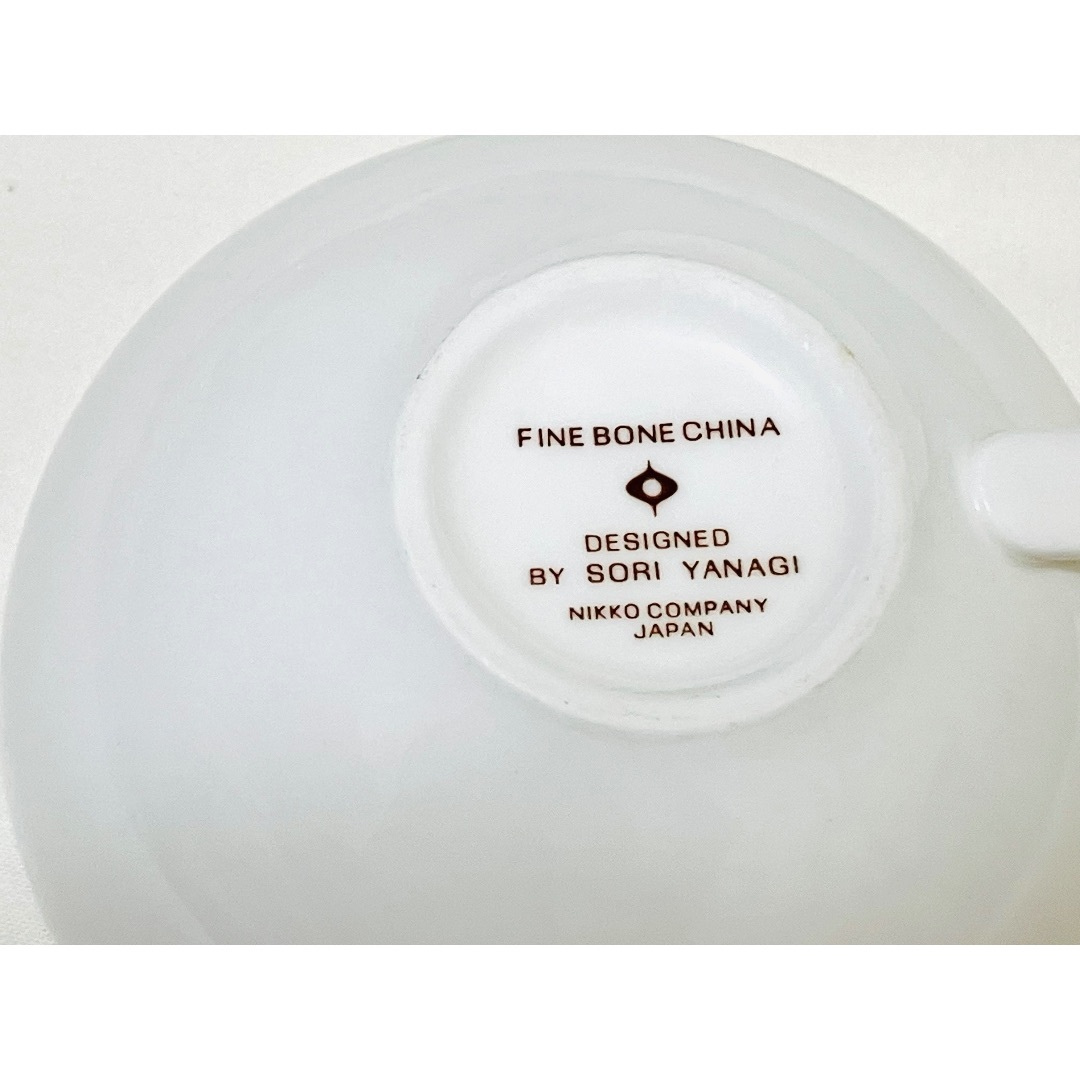 FINE BONE CHINA
DESIGNED
BY SORI YANAGI
NIKKO COMPANY
JAPAN